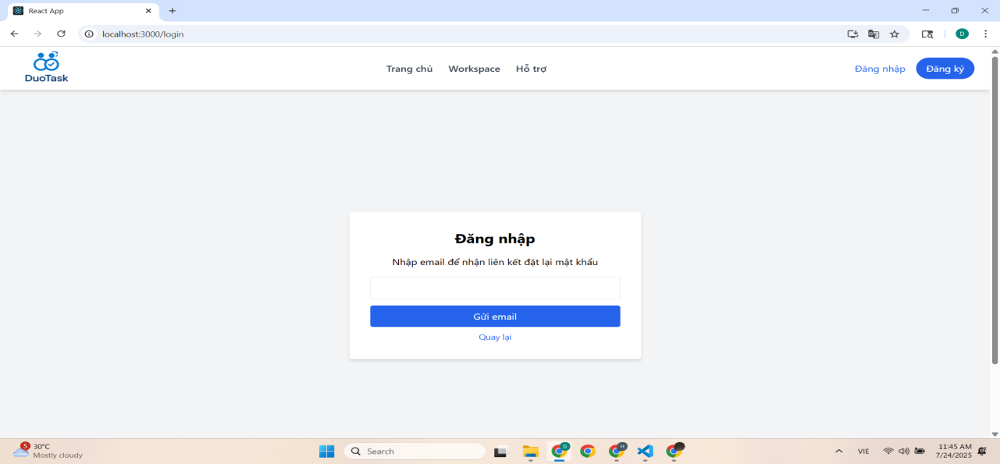 React App
localhost:3000/login
D
DuoTask
Trang chủ Workspace Hỗ trợ
Đăng nhập Đăng ký
Đăng nhập
Nhập email để nhận liên kết đặt lại mật khẩu
Gửi email
Quay lại
5
30°C
Mostly cloudy
Search
D
H
VIE
11:45 AM
7/24/2025